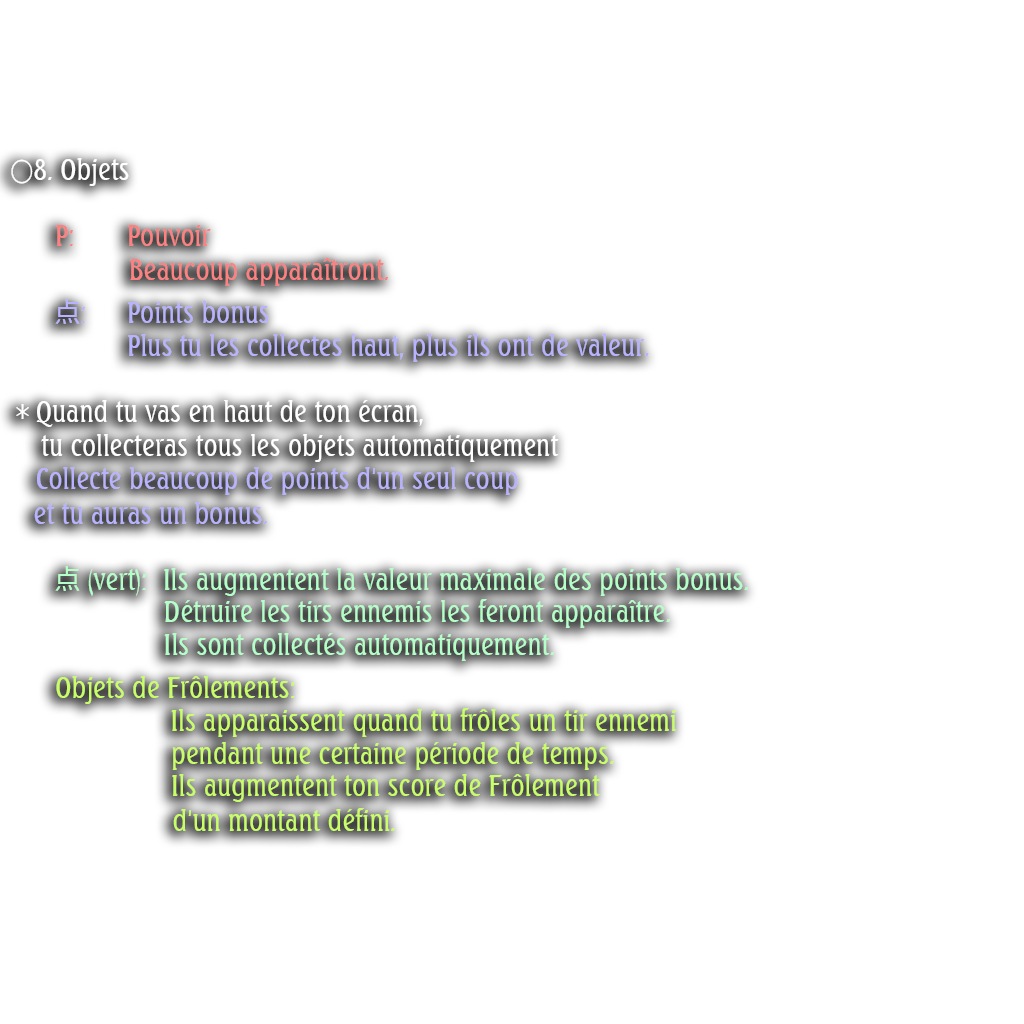 ○8. Objets
P: Pouvoir
Beaucoup apparaîtront.
点 Points bonus
Plus tu les collectes haut, plus ils ont de valeur.
* Quand tu vas en haut de ton écran,
tu collecteras tous les objets automatiquement
Collecte beaucoup de points d'un seul coup
et tu auras un bonus.
点 (vert): Ils augmentent la valeur maximale des points bonus.
Détruire les tirs ennemis les feront apparaître.
Ils sont collectés automatiquement.
Objets de Frôlements:
Ils apparaissent quand tu frôles un tir ennemi
pendant une certaine période de temps.
Ils augmentent ton score de Frôlement
d'un montant défini.